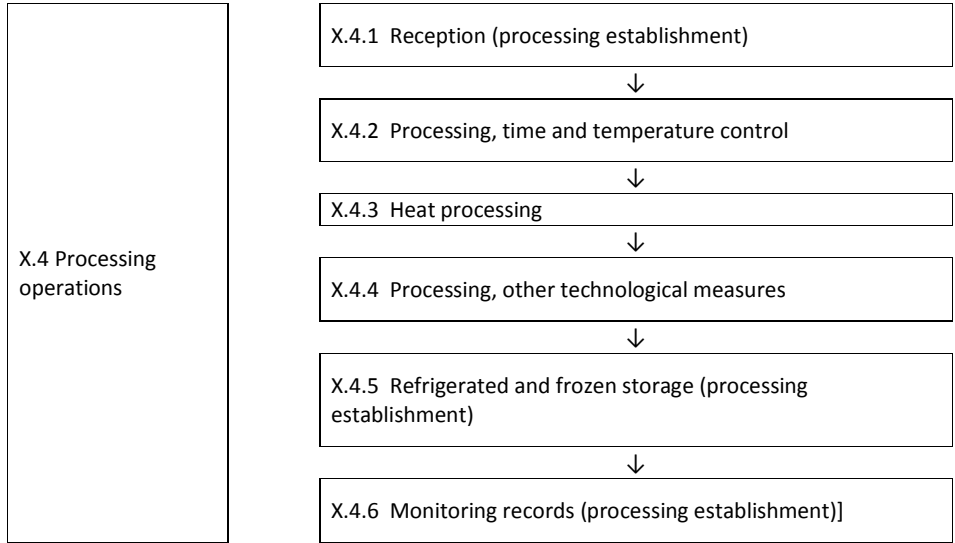 X.4 Processing
operations
X.4.1 Reception (processing establishment)
↓
X.4.2 Processing, time and temperature control
↓
X.4.3 Heat processing
↓
X.4.4 Processing, other technological measures
↓
X.4.5 Refrigerated and frozen storage (processing
establishment)
↓
X.4.6 Monitoring records (processing establishment)]